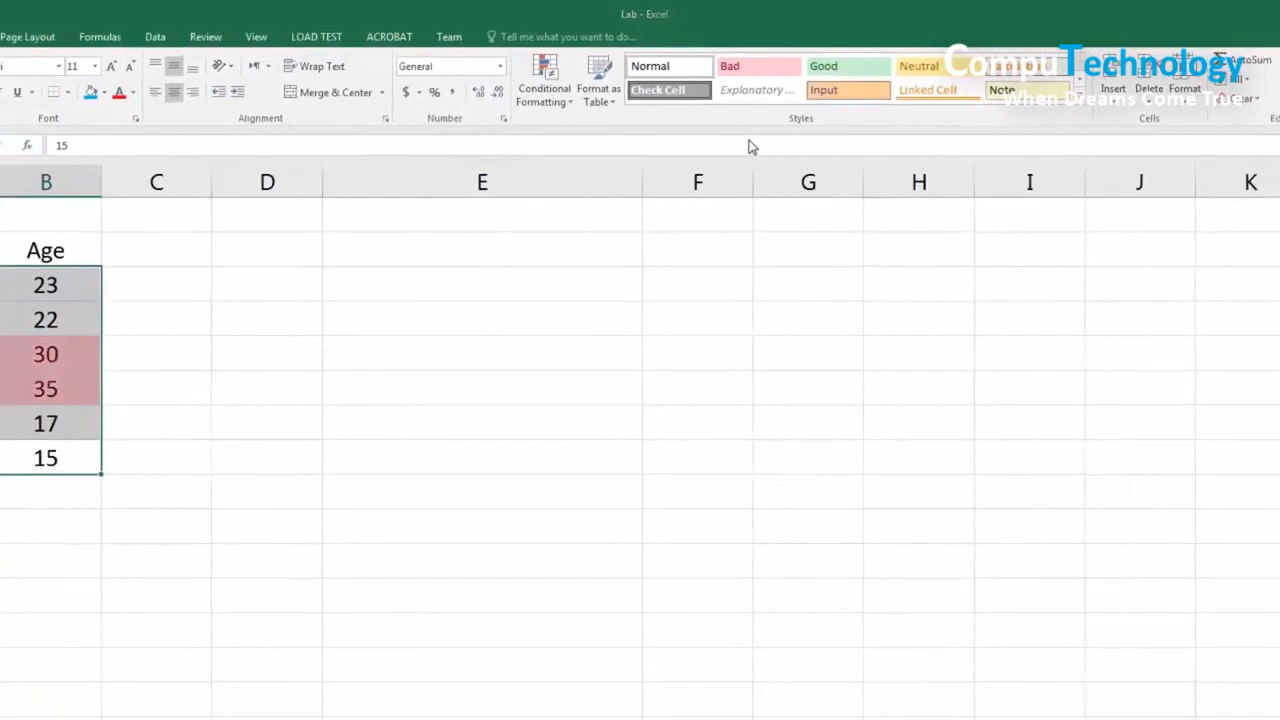 Lab - Excel
CompuTechnology
When Dreams Come True
Page Layout Formulas Data Review View LOAD TEST ACROBAT Team Tell me what you want to do...
11 A A Wrap Text General Normal Bad Good Neutral
U A Merge & Center $ % , Conditional Formatting Format as Table Check Cell Explanatory ... Input Linked Cell Note Insert Delete Format
Font Alignment Number Styles Cells
fx 15
B C D E F G H I J K
Age
23
22
30
35
17
15